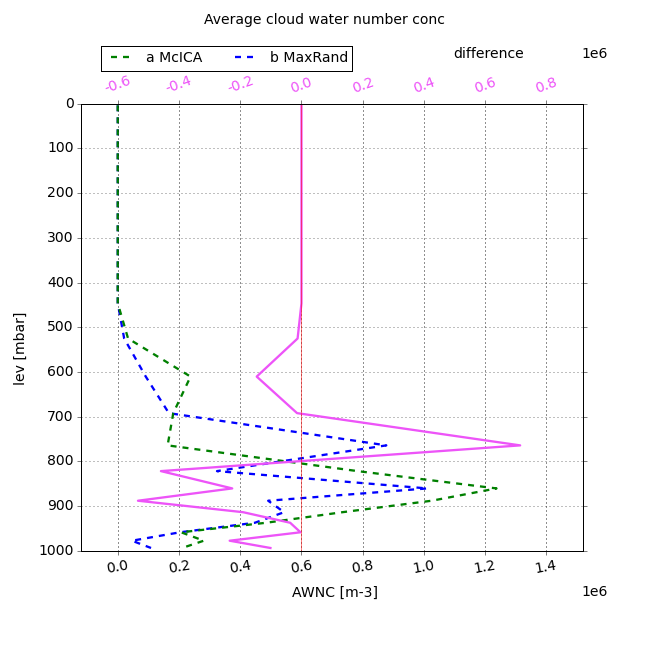 Average cloud water number conc
a McICA b MaxRand difference 1e6
-0.6 -0.4 -0.2 0.0 0.2 0.4 0.6 0.8
0
100
200
300
400
500
600
700
800
900
1000
lev [mbar]
0.0 0.2 0.4 0.6 0.8 1.0 1.2 1.4
AWNC [m-3] 1e6